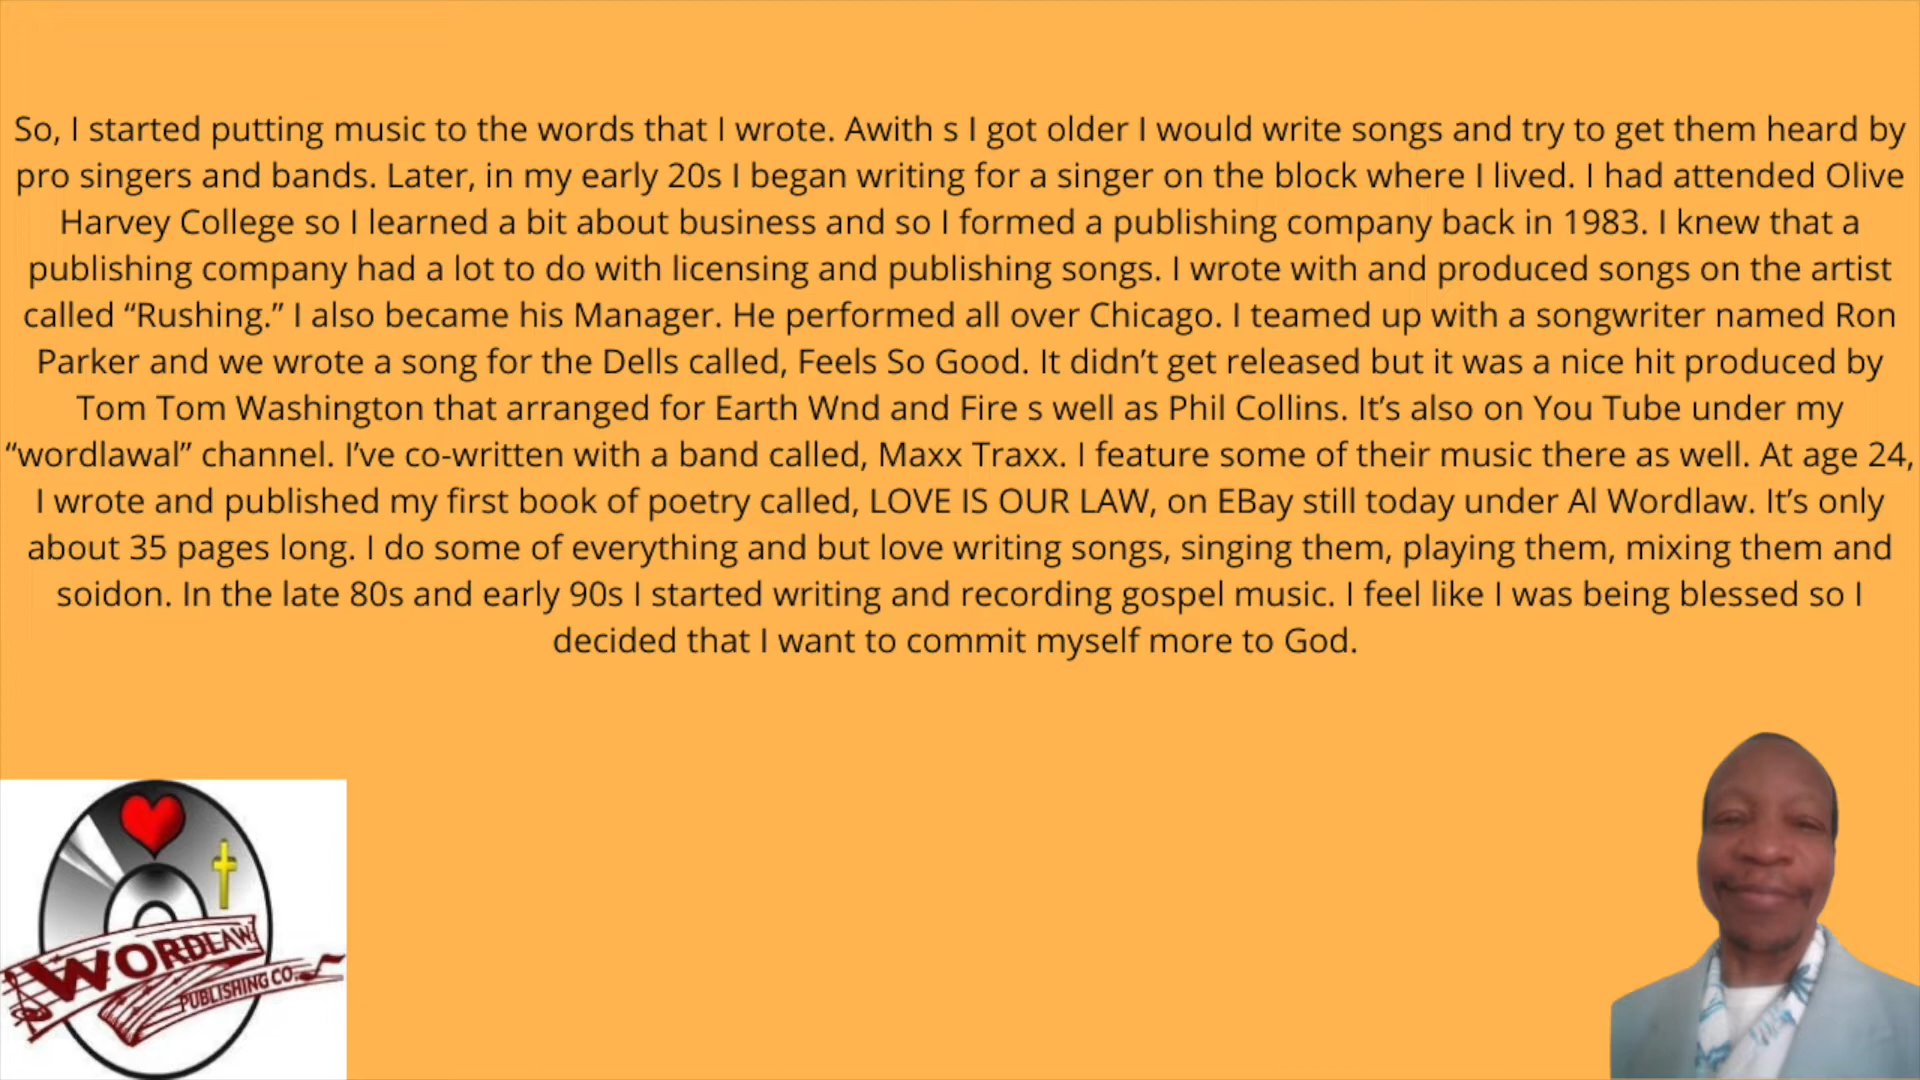 So, I started putting music to the words that I wrote. Awith s I got older I would write songs and try to get them heard by
pro singers and bands. Later, in my early 20s I began writing for a singer on the block where I lived. I had attended Olive
Harvey College so I learned a bit about business and so I formed a publishing company back in 1983. I knew that a
publishing company had a lot to do with licensing and publishing songs. I wrote with and produced songs on the artist
called “Rushing.” I also became his Manager. He performed all over Chicago. I teamed up with a songwriter named Ron
Parker and we wrote a song for the Dells called, Feels So Good. It didn’t get released but it was a nice hit produced by
Tom Tom Washington that arranged for Earth Wnd and Fire s well as Phil Collins. It’s also on You Tube under my
“wordlawal” channel. I’ve co-written with a band called, Maxx Traxx. I feature some of their music there as well. At age 24,
I wrote and published my first book of poetry called, LOVE IS OUR LAW, on EBay still today under Al Wordlaw. It’s only
about 35 pages long. I do some of everything and but love writing songs, singing them, playing them, mixing them and
soidon. In the late 80s and early 90s I started writing and recording gospel music. I feel like I was being blessed so I
decided that I want to commit myself more to God.
WORDLAW
PUBLISHING CO.